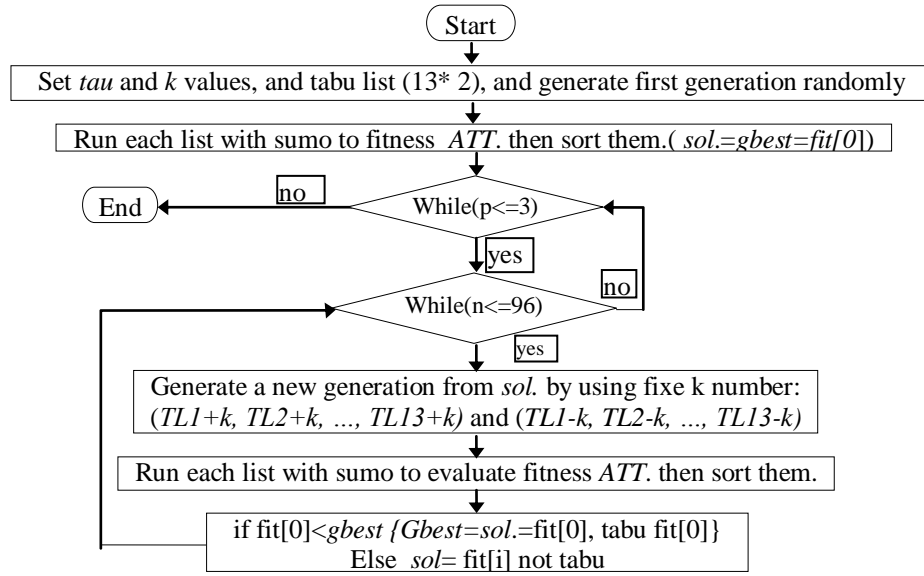 Start
Set tau and k values, and tabu list (13* 2), and generate first generation randomly
Run each list with sumo to fitness ATT. then sort them.( sol.=gbest=fit[0])
no
End
While(p<=3)
yes
no
While(n<=96)
yes
Generate a new generation from sol. by using fixe k number:
(TL1+k, TL2+k, ..., TL13+k) and (TL1-k, TL2-k, ..., TL13-k)
Run each list with sumo to evaluate fitness ATT. then sort them.
if fit[0]<gbest {Gbest=sol.=fit[0], tabu fit[0]}
Else sol= fit[i] not tabu